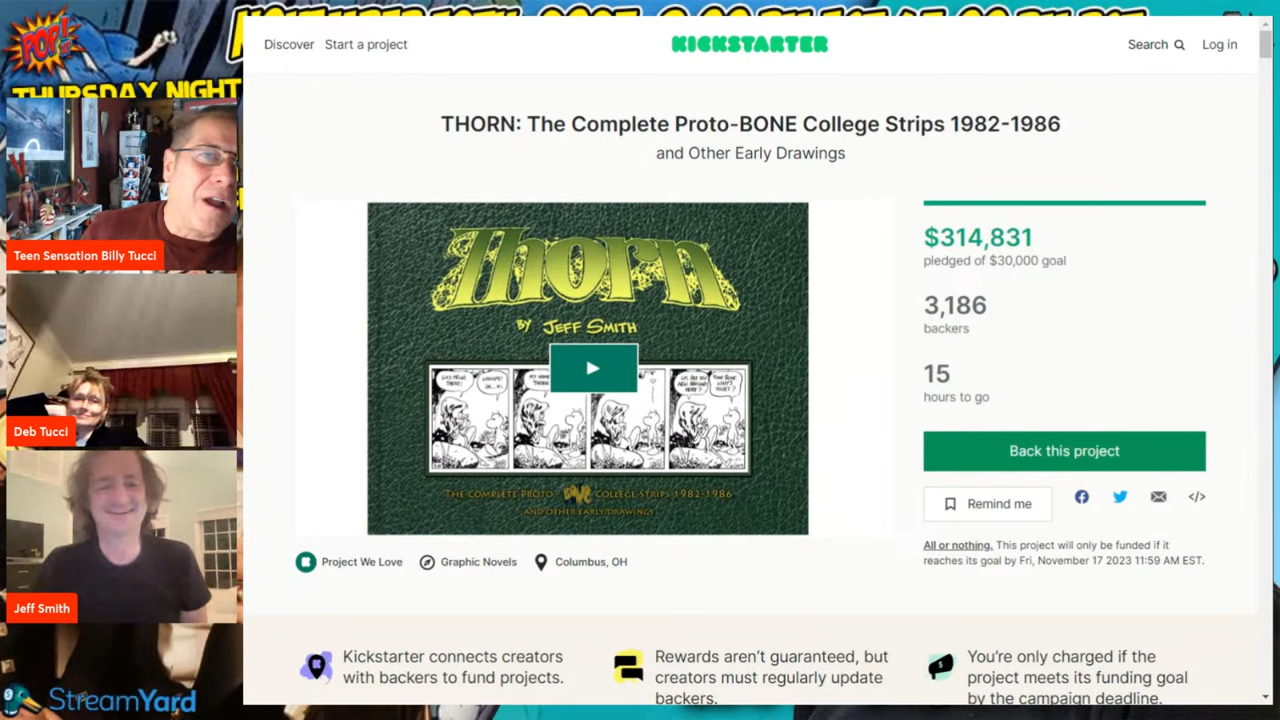 POP!
THURSDAY NIGHT
Teen Sensation Billy Tucci
Deb Tucci
Jeff Smith
StreamYard
Discover Start a project
KICKSTARTER
Search Log in
THORN: The Complete Proto-BONE College Strips 1982-1986
and Other Early Drawings
Thorn
BY JEFF SMITH
THE COMPLETE PROTO-BONE COLLEGE STRIPS 1982-1986
AND OTHER EARLY DRAWINGS
Project We Love Graphic Novels Columbus, OH
$314,831
pledged of $30,000 goal
3,186
backers
15
hours to go
Back this project
Remind me
All or nothing. This project will only be funded if it
reaches its goal by Fri, November 17 2023 11:59 AM EST.
Kickstarter connects creators
with backers to fund projects.
Rewards aren't guaranteed, but
creators must regularly update
backers.
You're only charged if the
project meets its funding goal
by the campaign deadline.